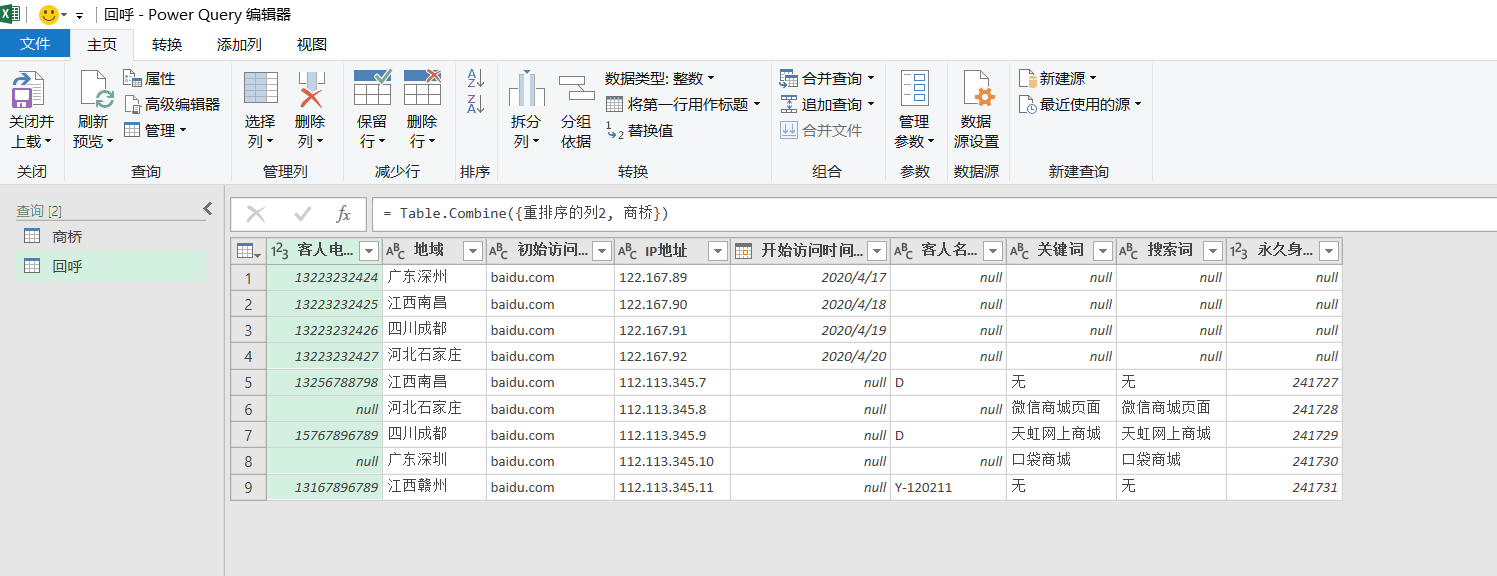 回呼 - Power Query 编辑器
文件 主页 转换 添加列 视图
关闭并上载 关闭
刷新预览 属性 高级编辑器 管理 查询
选择列 删除列 管理列
保留行 删除行 减少行
排序
拆分列 分组依据 数据类型: 整数 将第一行用作标题 替换值 转换
合并查询 追加查询 合并文件 组合
管理参数 参数
数据源设置 数据源
新建源 最近使用的源 新建查询
查询 [2]
商桥
回呼
fx = Table.Combine({重排序的列2, 商桥})
客人电... 地域 初始访问... IP地址 开始访问时间... 客人名... 关键词 搜索词 永久身...
1 13223232424 广东深州 baidu.com 122.167.89 2020/4/17 null null null null
2 13223232425 江西南昌 baidu.com 122.167.90 2020/4/18 null null null null
3 13223232426 四川成都 baidu.com 122.167.91 2020/4/19 null null null null
4 13223232427 河北石家庄 baidu.com 122.167.92 2020/4/20 null null null null
5 13256788798 江西南昌 baidu.com 112.113.345.7 null D 无 无 241727
6 null 河北石家庄 baidu.com 112.113.345.8 null null 微信商城页面 微信商城页面 241728
7 15767896789 四川成都 baidu.com 112.113.345.9 null D 天虹网上商城 天虹网上商城 241729
8 null 广东深圳 baidu.com 112.113.345.10 null null 口袋商城 口袋商城 241730
9 13167896789 江西赣州 baidu.com 112.113.345.11 null Y-120211 无 无 241731